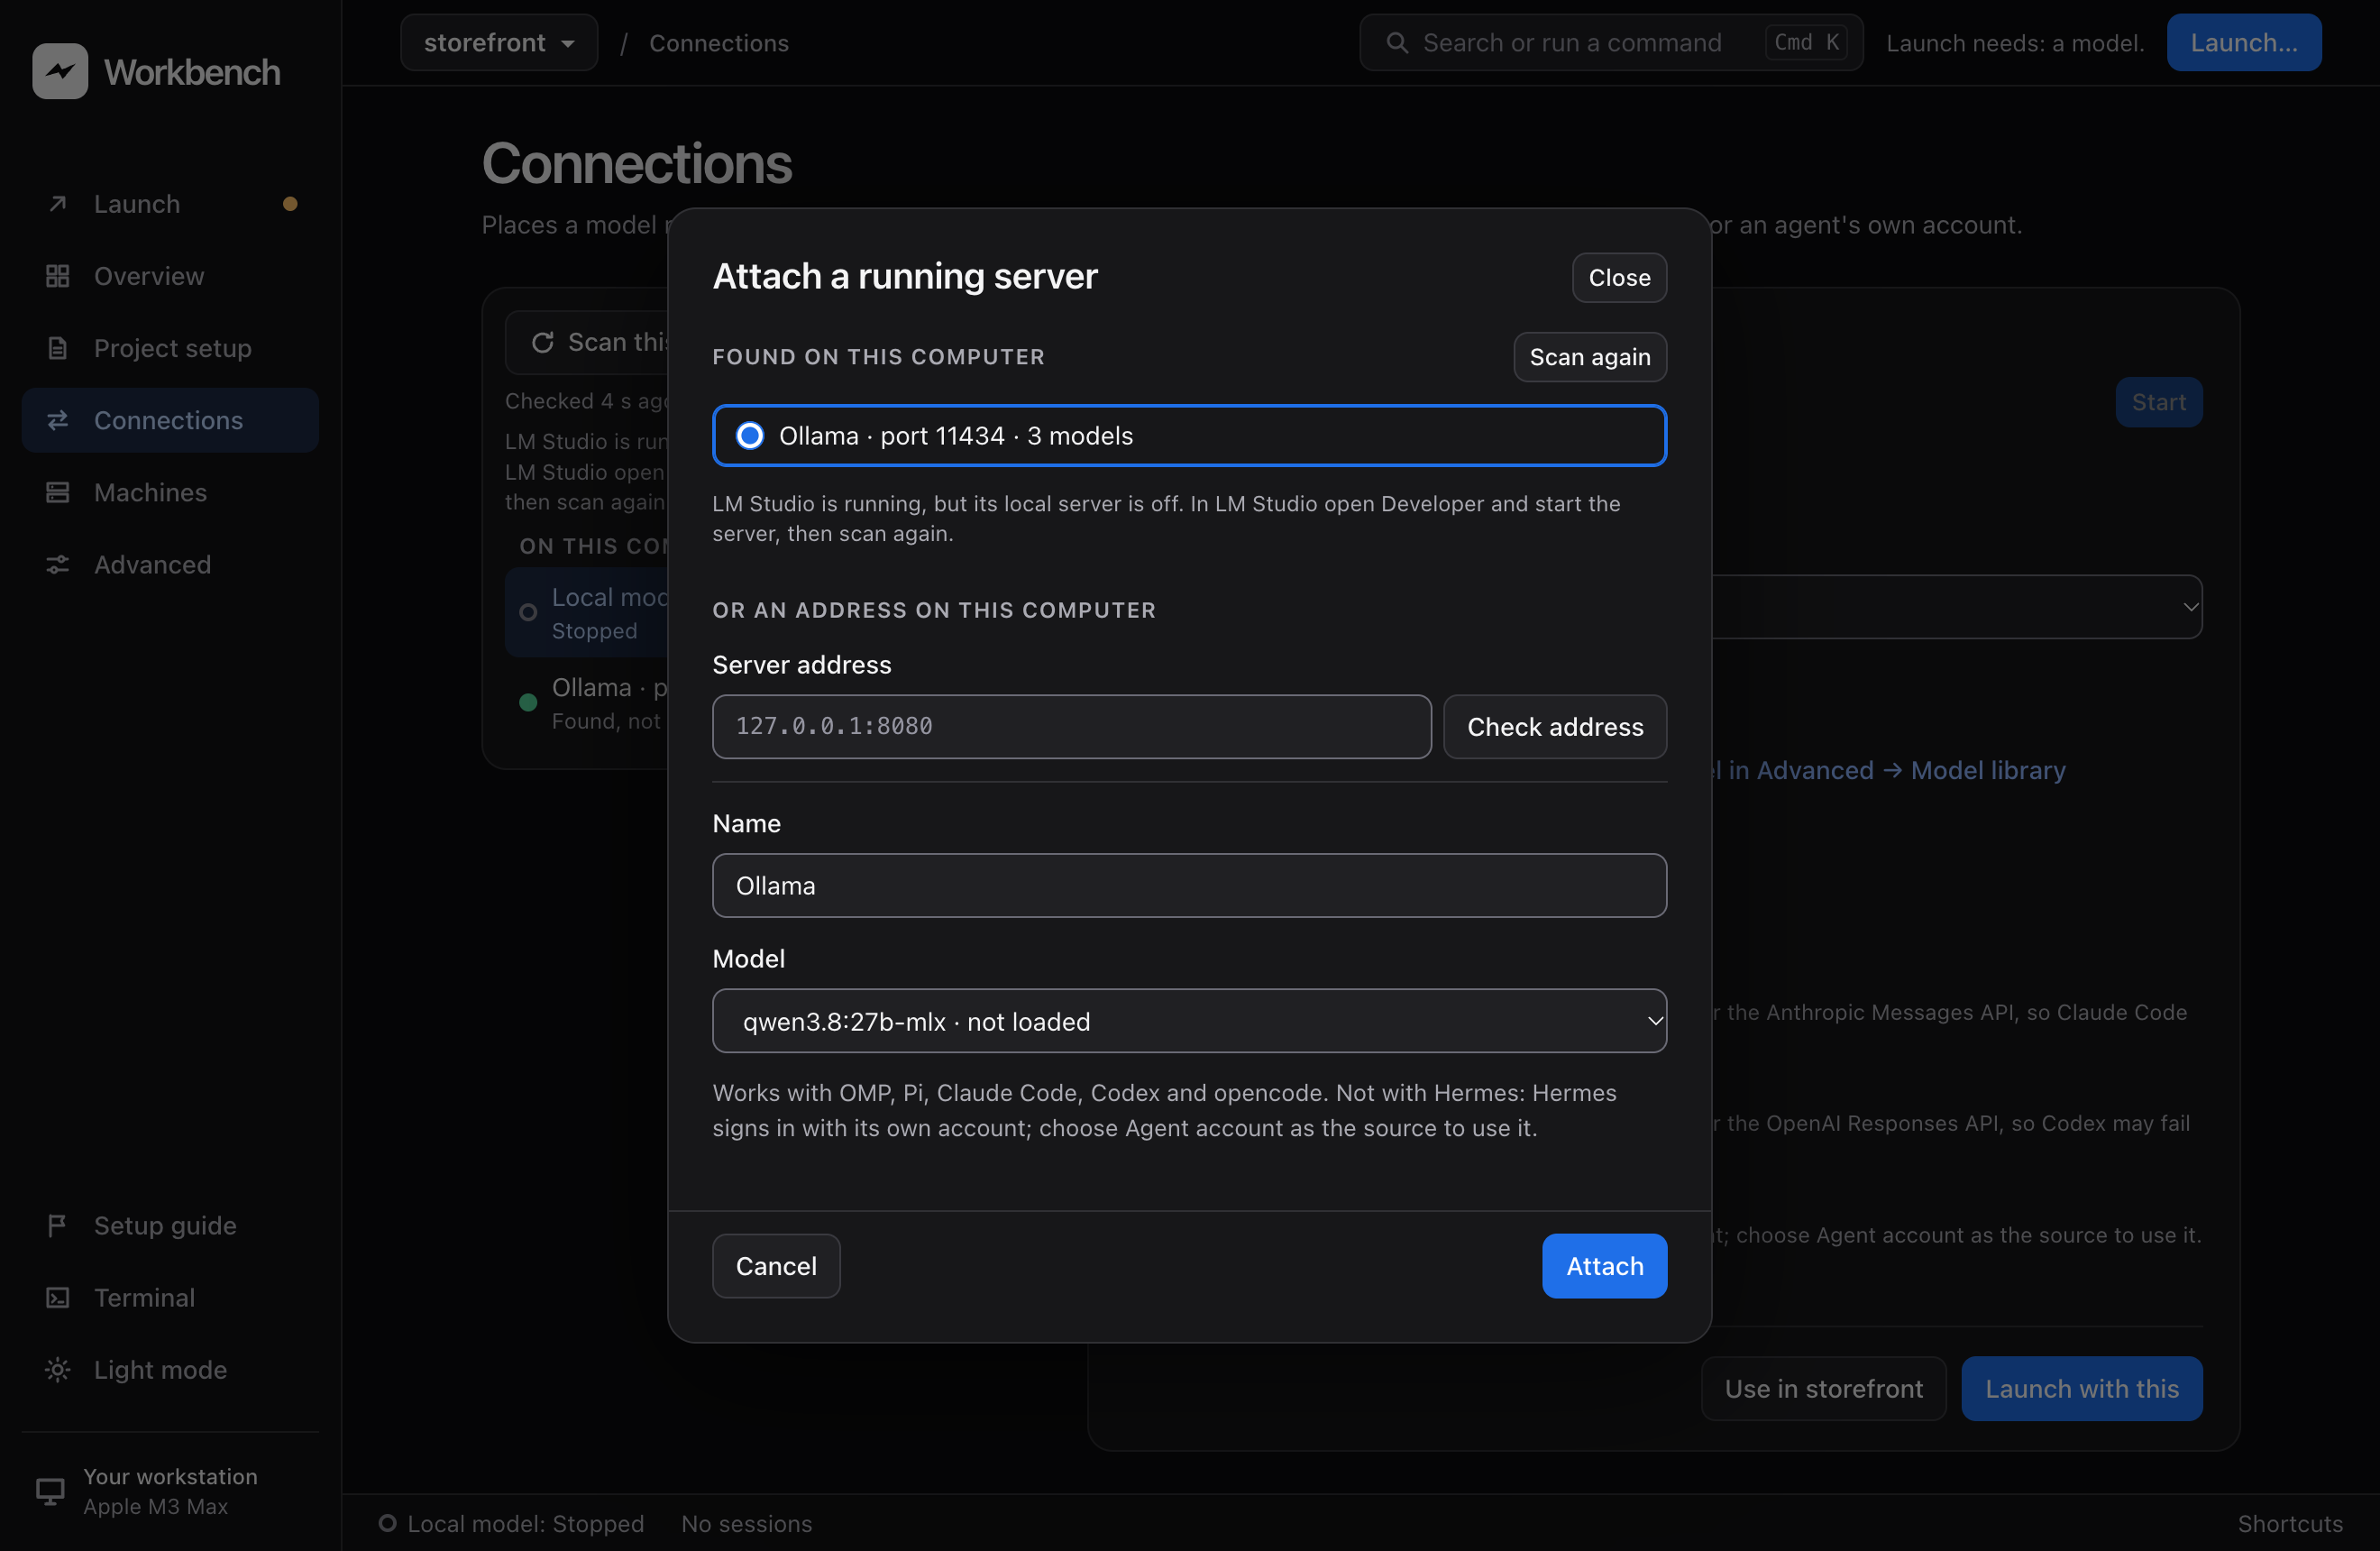 Workbench
Launch
Overview
Project setup
Connections
Machines
Advanced
Setup guide
Terminal
Light mode
Your workstation
Apple M3 Max
storefront
/
Connections
Search or run a command
Cmd K
Launch needs: a model.
Launch...
Connections
Places a model
or an agent's own account.
Scan this
Checked 4 s
LM Studio is
LM Studio open
then scan again
ON THIS
Local
Stopped
Ollama ·
Found, not
Start
in Advanced → Model library
the Anthropic Messages API, so Claude Code
the OpenAI Responses API, so Codex may fail
choose Agent account as the source to use it.
Use in storefront
Launch with this
Attach a running server
Close
FOUND ON THIS COMPUTER
Scan again
Ollama · port 11434 · 3 models
LM Studio is running, but its local server is off. In LM Studio open Developer and start the
server, then scan again.
OR AN ADDRESS ON THIS COMPUTER
Server address
127.0.0.1:8080
Check address
Name
Ollama
Model
qwen3.8:27b-mlx · not loaded
Works with OMP, Pi, Claude Code, Codex and opencode. Not with Hermes: Hermes
signs in with its own account; choose Agent account as the source to use it.
Cancel
Attach
Local model: Stopped
No sessions
Shortcuts